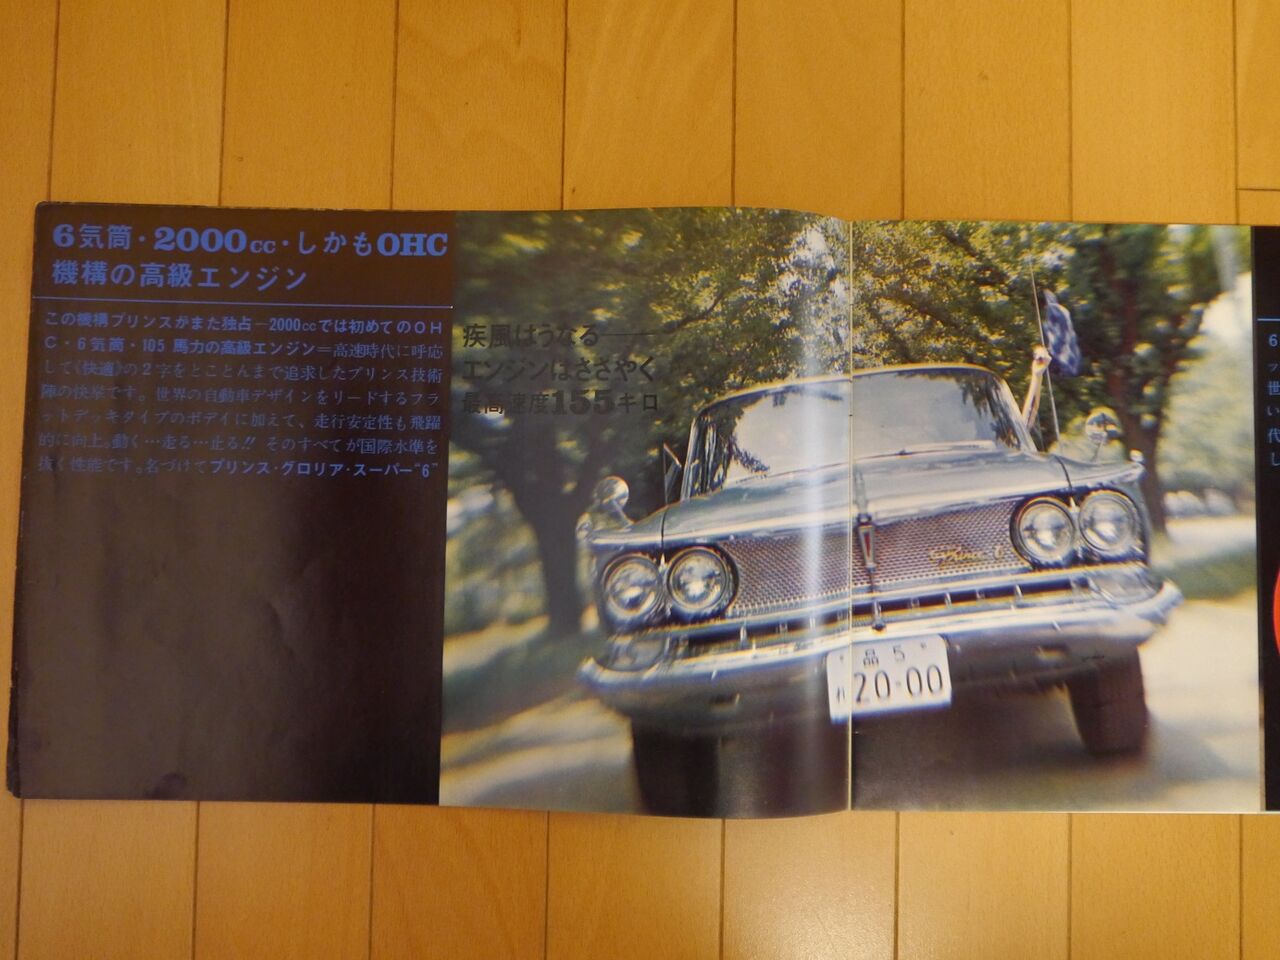 6気筒・2000cc・しかもOHC
機構の高級エンジン
この機構プリンスがまた独占−2000ccでは初めてのOH
C・6気筒・105 馬力の高級エンジン=高速時代に呼応
して《快適》の2字をとことんまで追求したプリンス技術
陣の快挙です。世界の自動車デザインをリードするフラ
ットデッキタイプのボデイに加えて、走行安定性も飛躍
的に向上。動く…走る…止る!! そのすべてが国際水準を
抜く性能です。名づけてプリンス・グロリア・スーパー“6”
疾風はうなる──
エンジンはささやく
最高速度155キロ
Prince 6
品5
20-00
6
ッ
世
い
代
し